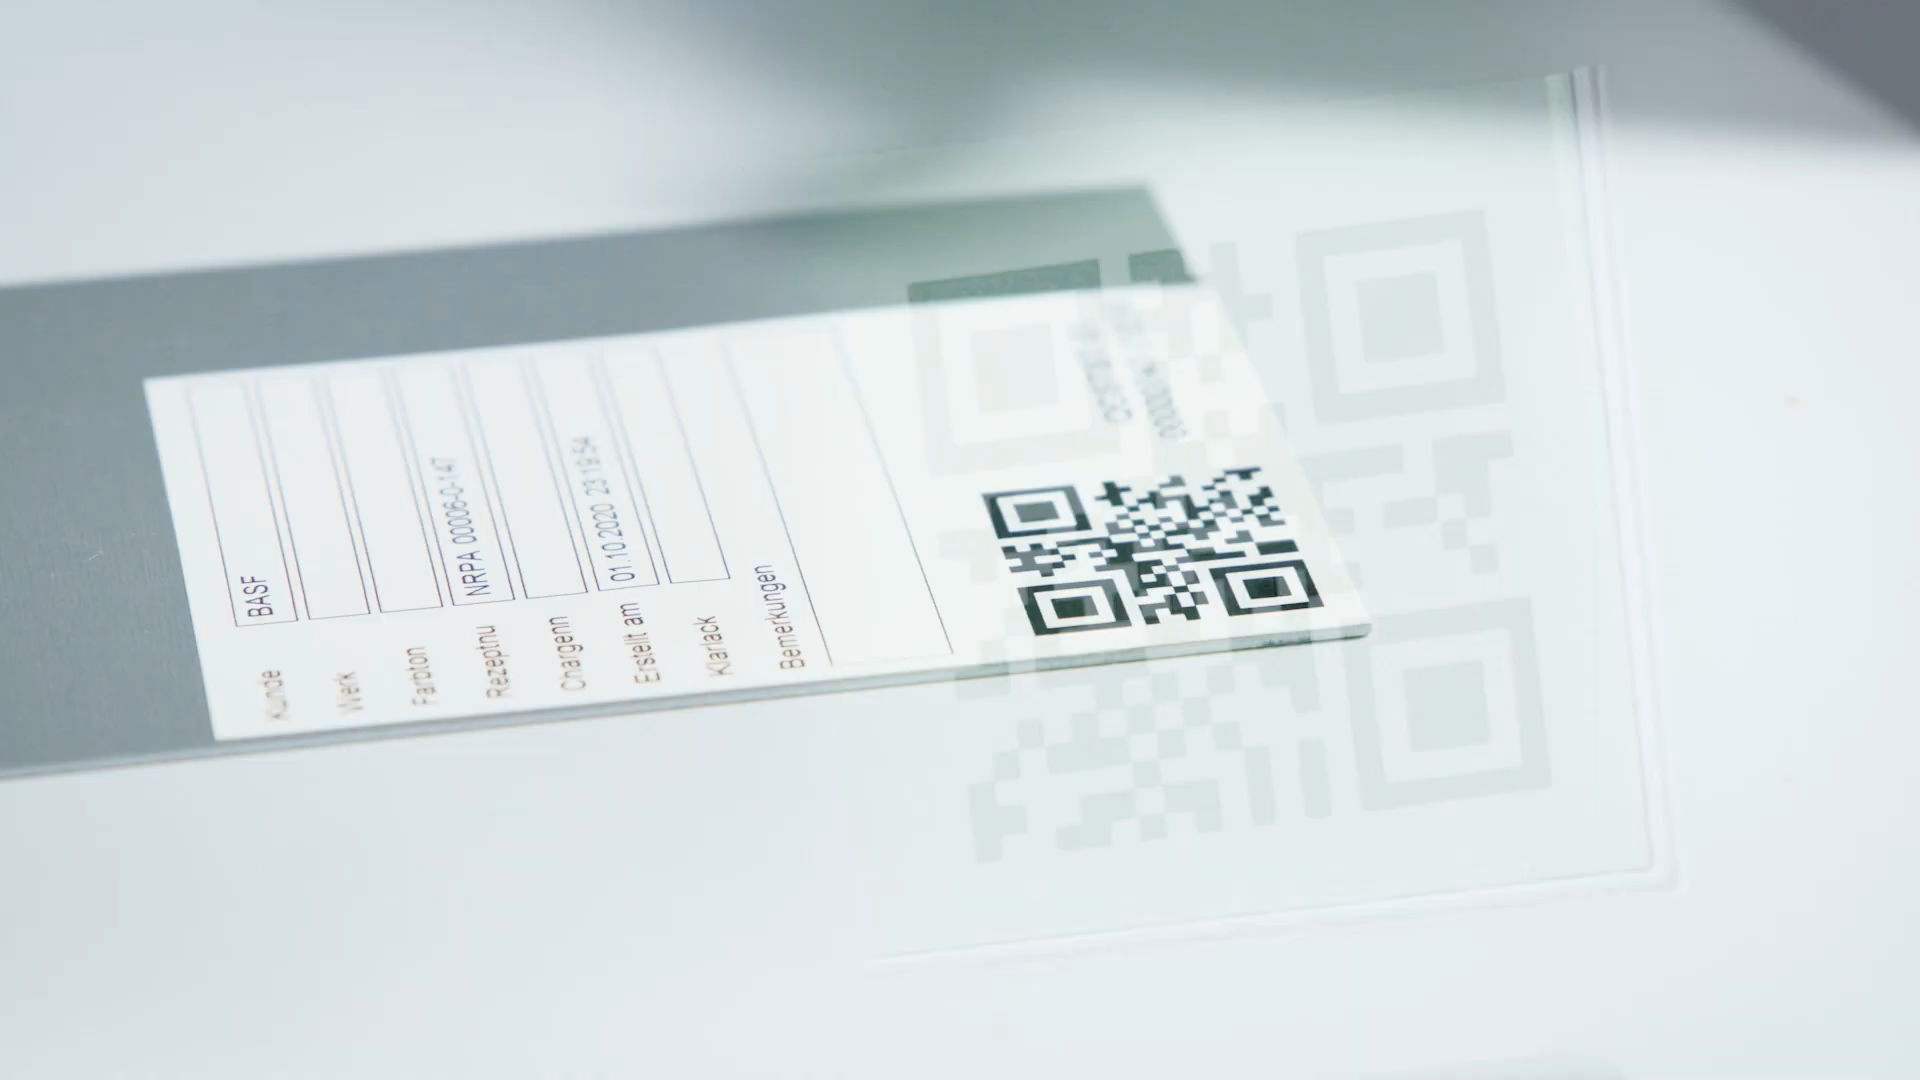 Kunde BASF
Werk
Farbton
Rezeptnu NRPA 00006-0-147
Chargenn
Erstellt am 01.10.2020 23:19:54
Klarlack
Bemerkungen